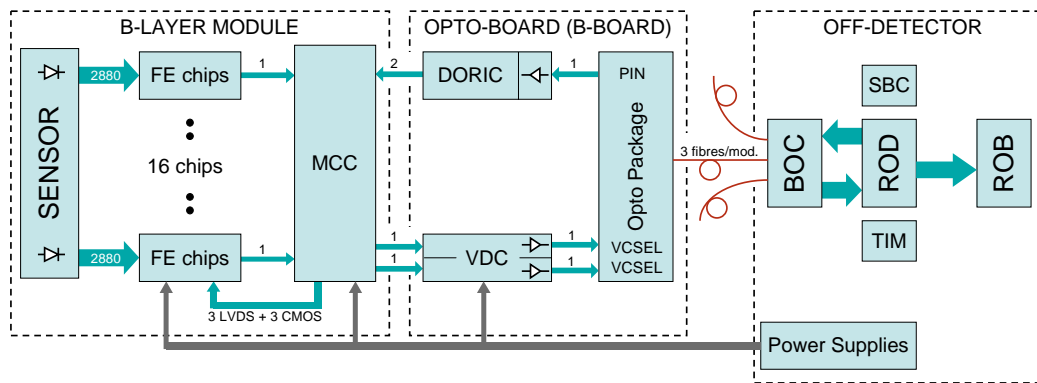 B-LAYER MODULE
OPTO-BOARD (B-BOARD)
OFF-DETECTOR
SENSOR
2880
FE chips
1
16 chips
2880
FE chips
1
3 LVDS + 3 CMOS
MCC
2
DORIC
1
PIN
Opto Package
1
1
VDC
1
1
VCSEL
VCSEL
3 fibres/mod.
BOC
SBC
ROD
TIM
ROB
Power Supplies